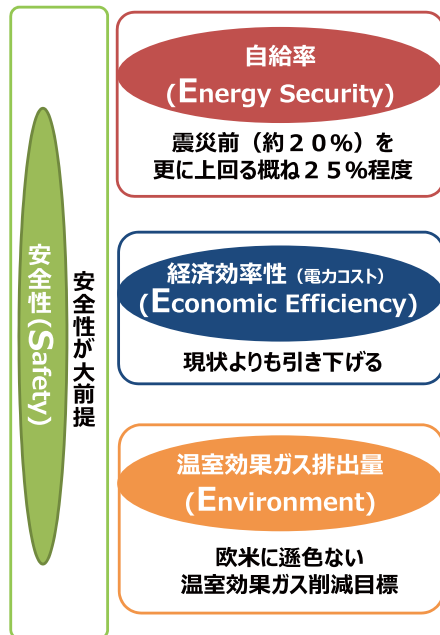 安全性(Safety)
安全性が大前提
自給率
(Energy Security)
震災前（約２０％）を
更に上回る概ね２５％程度
経済効率性（電力コスト）
(Economic Efficiency)
現状よりも引き下げる
温室効果ガス排出量
(Environment)
欧米に遜色ない
温室効果ガス削減目標